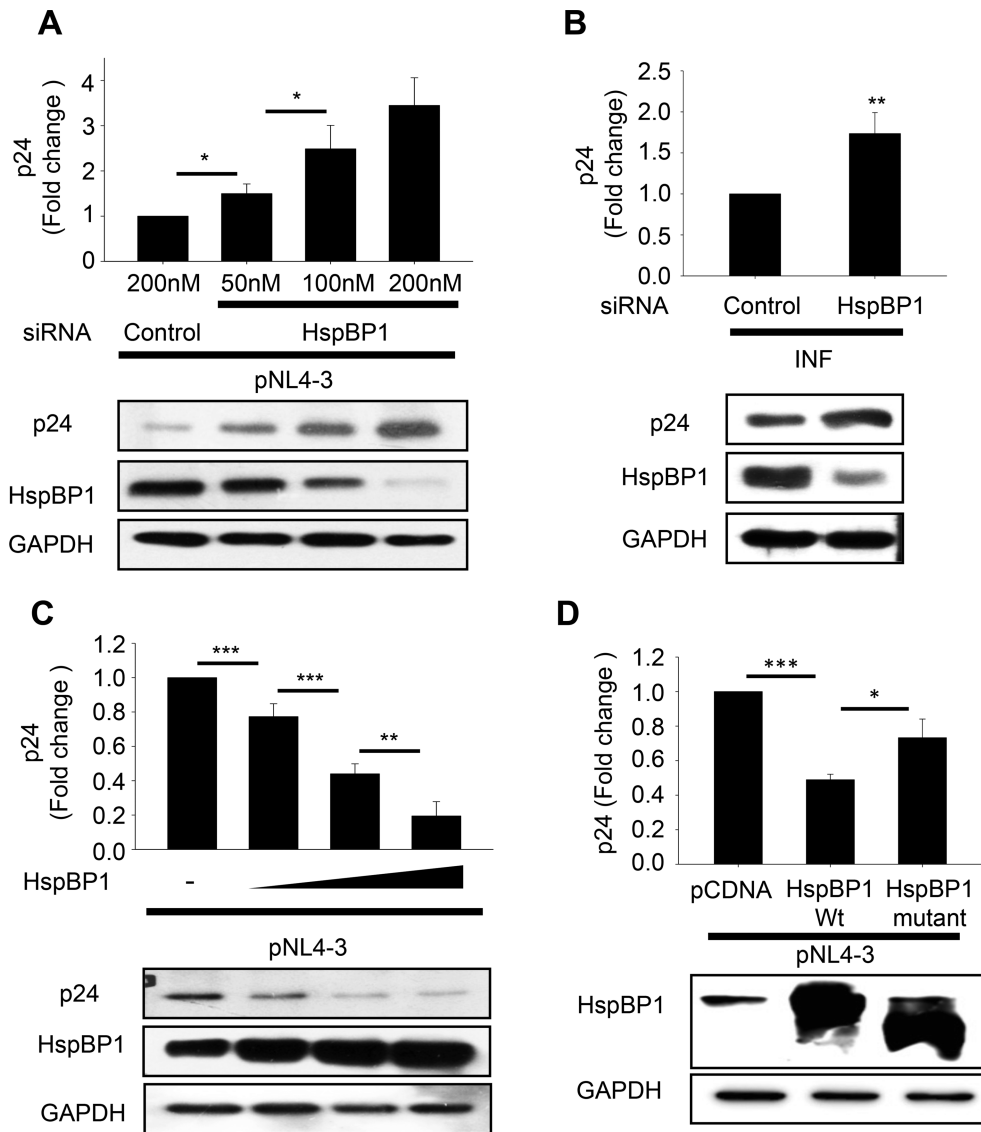 A
p24
(Fold change )
4
3
2
1
0
*
*
200nM 50nM 100nM 200nM
siRNA Control HspBP1
pNL4-3
p24
HspBP1
GAPDH
B
p24
(Fold change)
2.5
2.0
1.5
1.0
0.5
0.0
**
siRNA Control HspBP1
INF
p24
HspBP1
GAPDH
C
p24
(Fold change )
1.2
1.0
0.8
0.6
0.4
0.2
0.0
***
***
**
HspBP1 -
pNL4-3
p24
HspBP1
GAPDH
D
p24 (Fold change )
1.2
1.0
0.8
0.6
0.4
0.2
0.0
***
*
pCDNA HspBP1 HspBP1
Wt mutant
pNL4-3
HspBP1
GAPDH